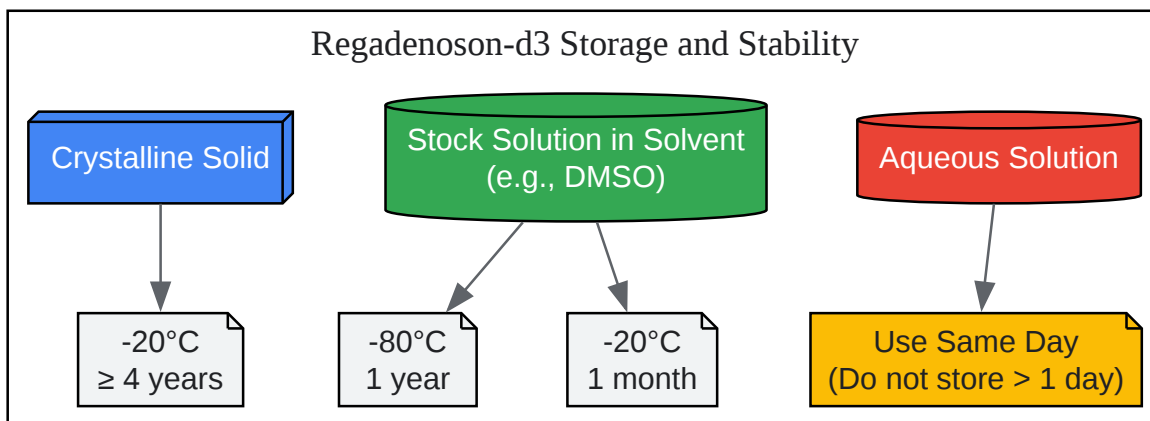 Regadenoson-d3 Storage and Stability
Crystalline Solid
Stock Solution in Solvent
(e.g., DMSO)
Aqueous Solution
-20°C
≥ 4 years
-80°C
1 year
-20°C
1 month
Use Same Day
(Do not store > 1 day)